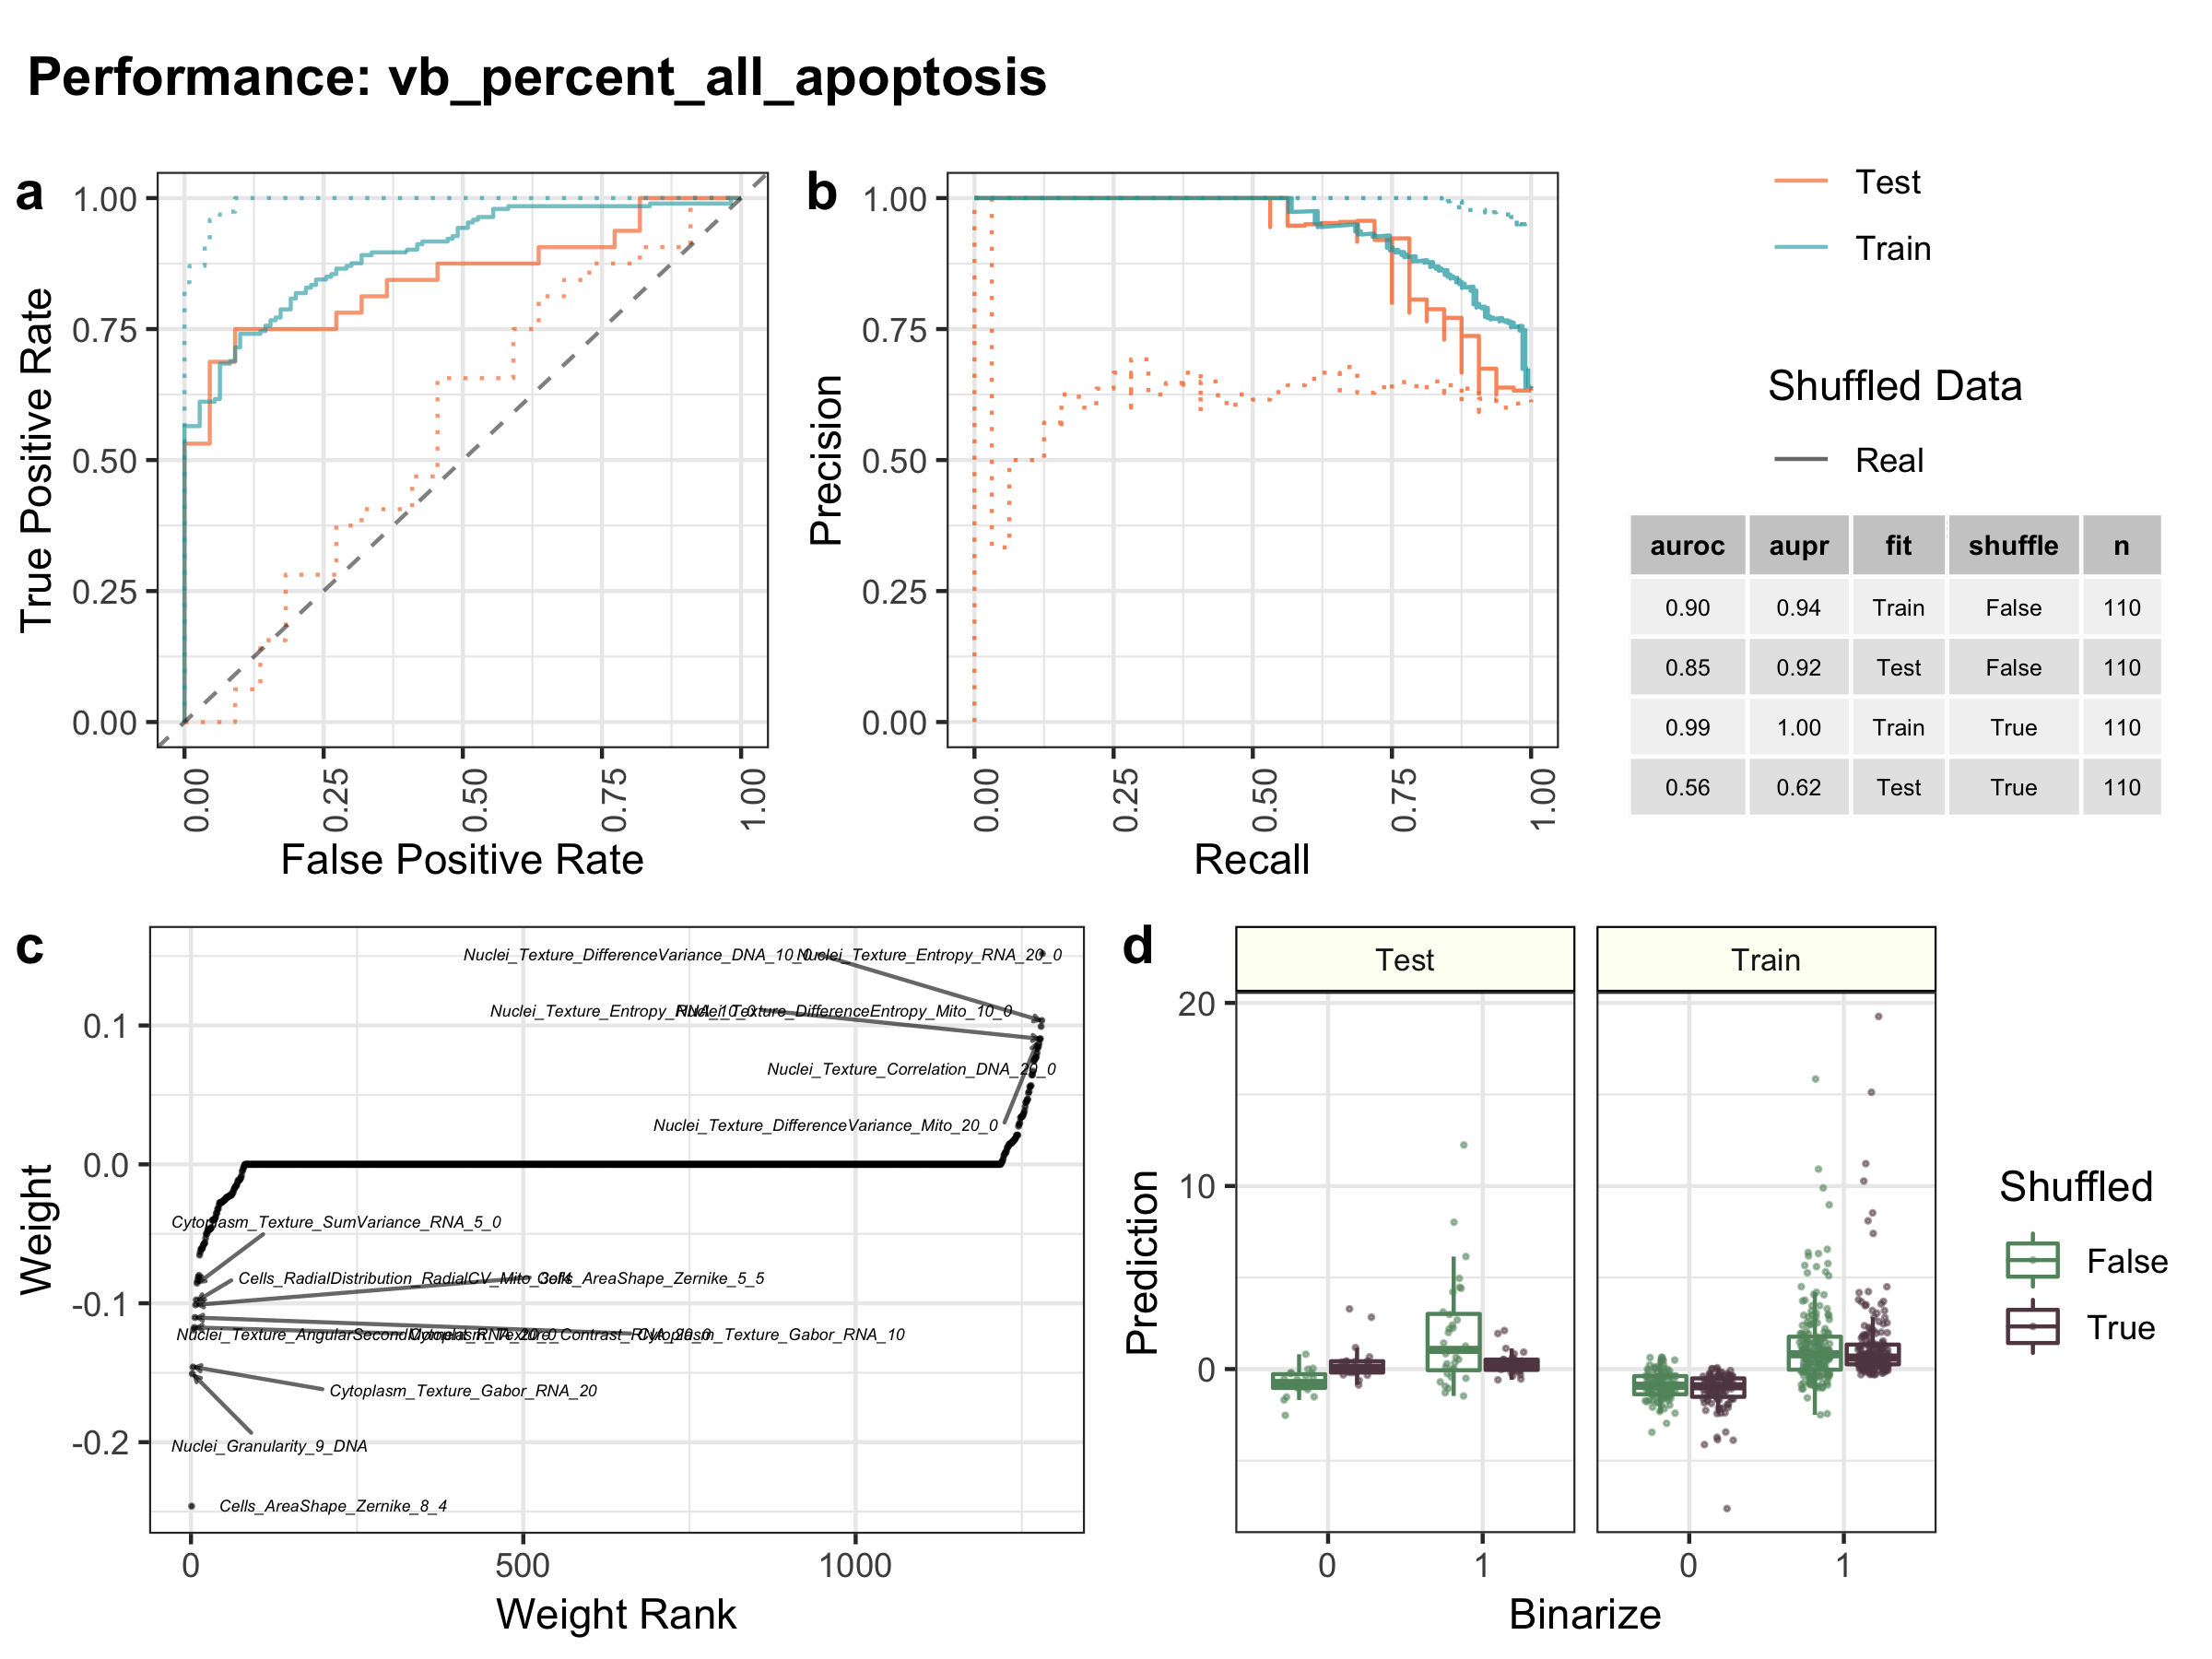 Performance: vb_percent_all_apoptosis
a
True Positive Rate
1.00
0.75
0.50
0.25
0.00
0.00
0.25
0.50
0.75
1.00
False Positive Rate
b
Precision
1.00
0.75
0.50
0.25
0.00
0.00
0.25
0.50
0.75
1.00
Recall
Test
Train
Shuffled Data
Real
auroc aupr fit shuffle n
0.90 0.94 Train False 110
0.85 0.92 Test False 110
0.99 1.00 Train True 110
0.56 0.62 Test True 110
c
Weight
0.1
0.0
-0.1
-0.2
Nuclei_Texture_DifferenceVariance_DNA_10_0
Nuclei_Texture_Entropy_RNA_20_0
Nuclei_Texture_Entropy_RNA_10_0
Nuclei_Texture_DifferenceEntropy_Mito_10_0
Nuclei_Texture_Correlation_DNA_20_0
Nuclei_Texture_DifferenceVariance_Mito_20_0
Cytoplasm_Texture_SumVariance_RNA_5_0
Cells_RadialDistribution_RadialCV_Mito_3of4
Cells_AreaShape_Zernike_5_5
Nuclei_Texture_AngularSecondMoment_RNA_20_0
Cytoplasm_Texture_Contrast_RNA_20_0
Cytoplasm_Texture_Gabor_RNA_10
Cytoplasm_Texture_Gabor_RNA_20
Nuclei_Granularity_9_DNA
Cells_AreaShape_Zernike_8_4
0
500
1000
Weight Rank
d
Test
Train
Prediction
20
10
0
0
1
0
1
Binarize
Shuffled
False
True